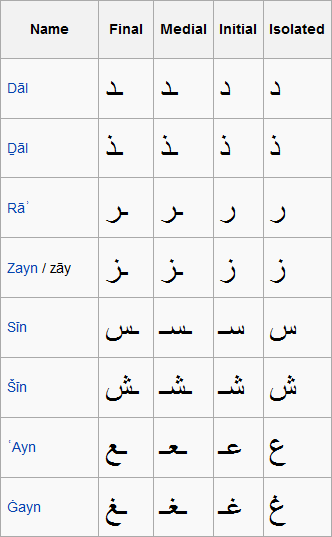 Name Final Medial Initial Isolated
Dāl ـد ـد د د
Ḏāl ـذ ـذ ذ ذ
Rāʾ ـر ـر ر ر
Zayn / zāy ـز ـز ز ز
Sīn ـس ـسـ سـ س
Šīn ـش ـشـ شـ ش
ʿAyn ـع ـعـ عـ ع
Ġayn ـغ ـغـ غـ غ